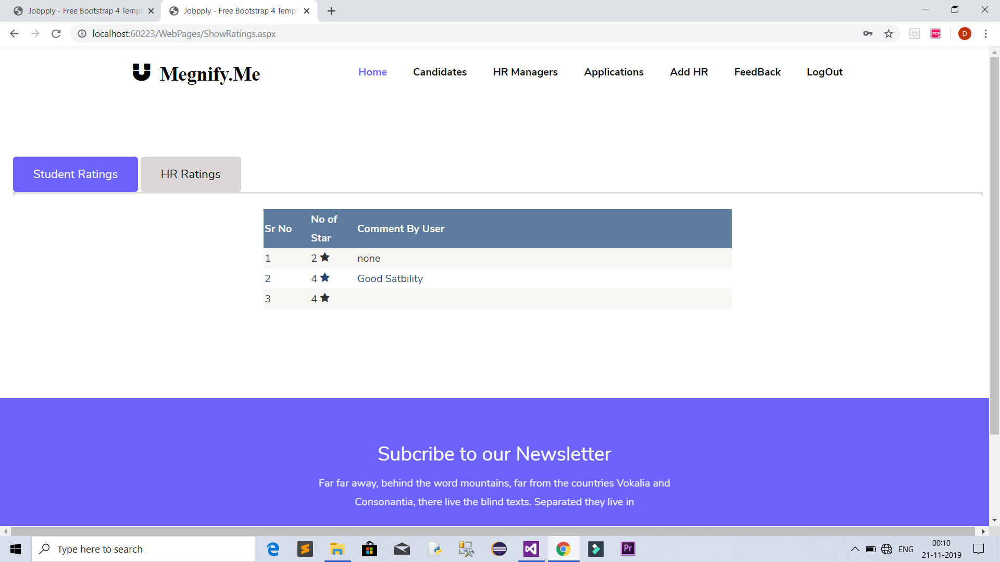 Jobpply - Free Bootstrap 4 Templ
Jobpply - Free Bootstrap 4 Templ
localhost:60223/WebPages/ShowRatings.aspx
PDF
D
Megnify.Me
Home Candidates HR Managers Applications Add HR FeedBack LogOut
Student Ratings HR Ratings
Sr No No of Star Comment By User
1 2 none
2 4 Good Satbility
3 4
Subcribe to our Newsletter
Far far away, behind the word mountains, far from the countries Vokalia and
Consonantia, there live the blind texts. Separated they live in
Type here to search
Pr
ENG
00:10
21-11-2019